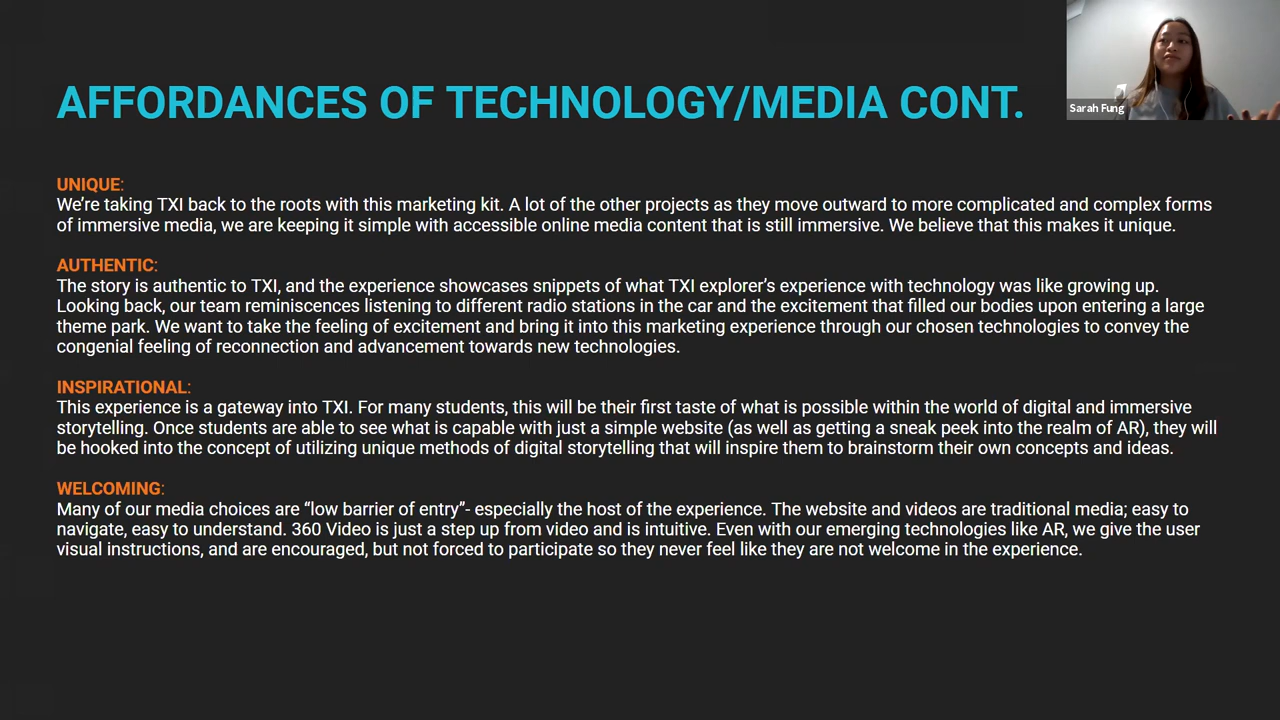 AFFORDANCES OF TECHNOLOGY/MEDIA CONT.
Sarah Fung
UNIQUE:
We're taking TXI back to the roots with this marketing kit. A lot of the other projects as they move outward to more complicated and complex forms
of immersive media, we are keeping it simple with accessible online media content that is still immersive. We believe that this makes it unique.
AUTHENTIC:
The story is authentic to TXI, and the experience showcases snippets of what TXI explorer's experience with technology was like growing up.
Looking back, our team reminiscences listening to different radio stations in the car and the excitement that filled our bodies upon entering a large
theme park. We want to take the feeling of excitement and bring it into this marketing experience through our chosen technologies to convey the
congenial feeling of reconnection and advancement towards new technologies.
INSPIRATIONAL:
This experience is a gateway into TXI. For many students, this will be their first taste of what is possible within the world of digital and immersive
storytelling. Once students are able to see what is capable with just a simple website (as well as getting a sneak peek into the realm of AR), they will
be hooked into the concept of utilizing unique methods of digital storytelling that will inspire them to brainstorm their own concepts and ideas.
WELCOMING:
Many of our media choices are “low barrier of entry”- especially the host of the experience. The website and videos are traditional media; easy to
navigate, easy to understand. 360 Video is just a step up from video and is intuitive. Even with our emerging technologies like AR, we give the user
visual instructions, and are encouraged, but not forced to participate so they never feel like they are not welcome in the experience.